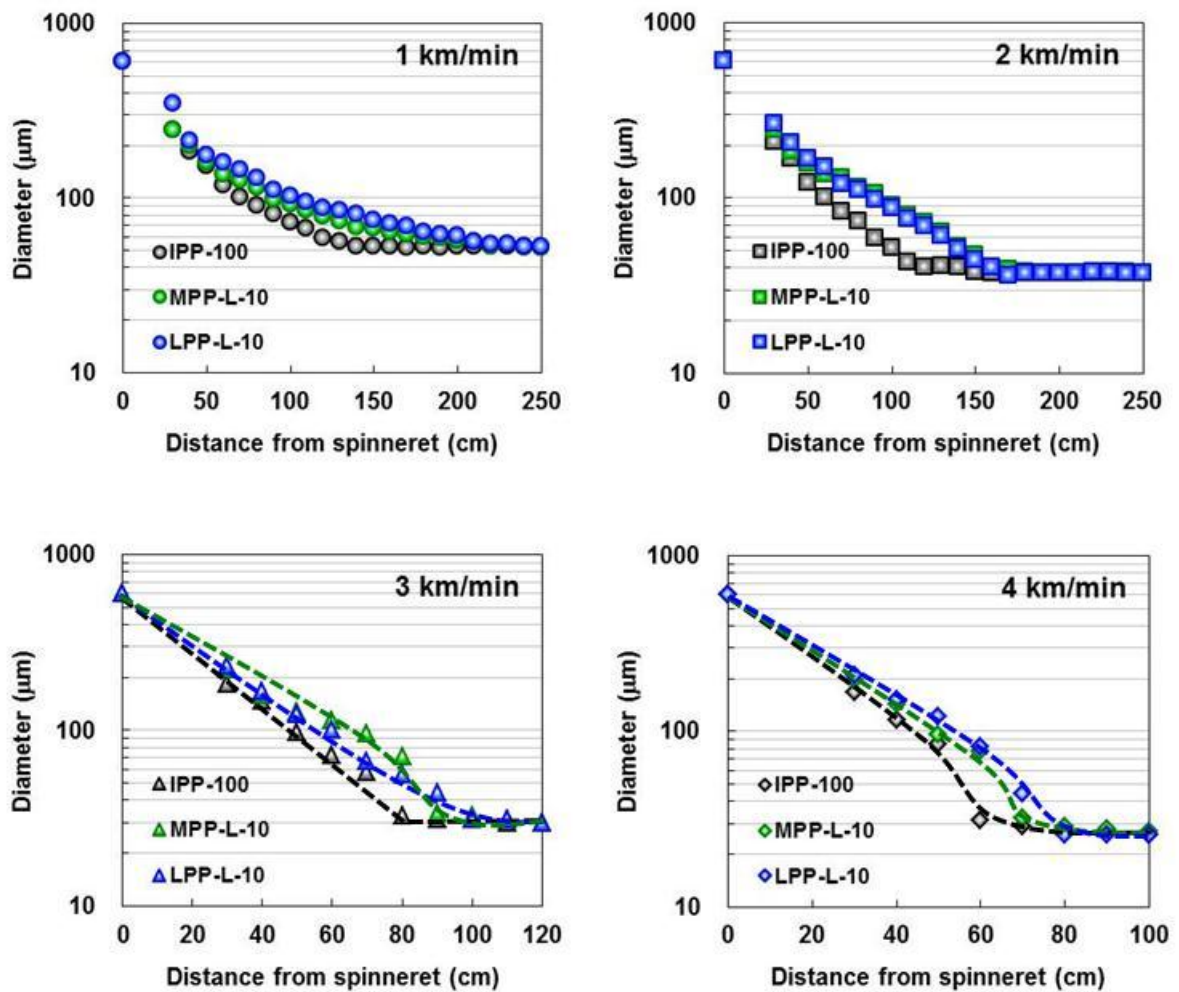 1 km/min
1000
100
10
Diameter (μm)
IPP-100
MPP-L-10
LPP-L-10
0 50 100 150 200 250
Distance from spinneret (cm)
2 km/min
1000
100
10
Diameter (μm)
IPP-100
MPP-L-10
LPP-L-10
0 50 100 150 200 250
Distance from spinneret (cm)
3 km/min
1000
100
10
Diameter (μm)
IPP-100
MPP-L-10
LPP-L-10
0 20 40 60 80 100 120
Distance from spinneret (cm)
4 km/min
1000
100
10
Diameter (μm)
IPP-100
MPP-L-10
LPP-L-10
0 20 40 60 80 100
Distance from spinneret (cm)